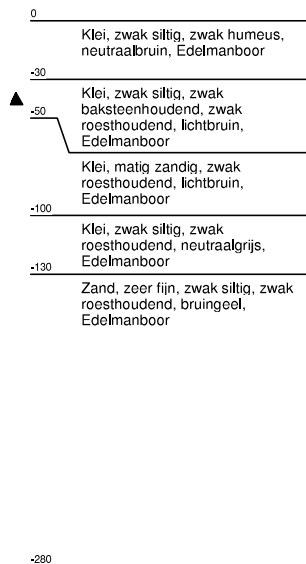 0
Klei, zwak siltig, zwak humeus,
neutraalbruin, Edelmanboor
-30
Klei, zwak siltig, zwak
baksteenhoudend, zwak
roesthoudend, lichtbruin,
Edelmanboor
-50
Klei, matig zandig, zwak
roesthoudend, lichtbruin,
Edelmanboor
-100
Klei, zwak siltig, zwak
roesthoudend, neutraalgrijs,
Edelmanboor
-130
Zand, zeer fijn, zwak siltig, zwak
roesthoudend, bruingeel,
Edelmanboor
-280